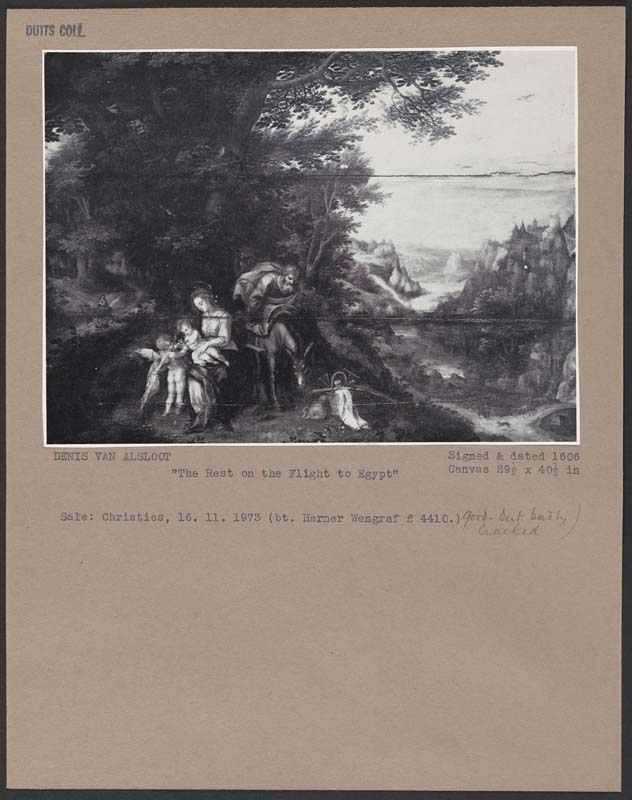 DUITS COLL.
DENIS VAN ALSLOOT
Signed & dated 1606
"The Rest on the Flight to Egypt"
Canvas 29½ x 40½ in
Sale: Christies, 16. 11. 1973 (bt. Herner Wengraf £ 4410.) good - but badly)
cracked